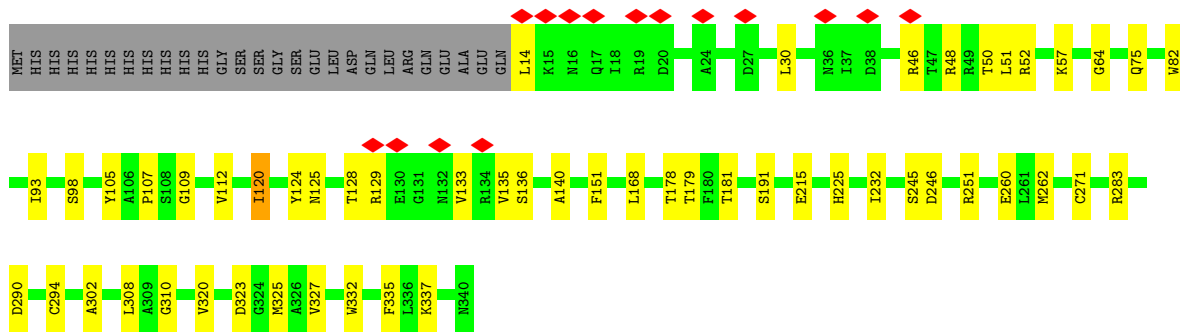 MET HIS HIS HIS HIS HIS HIS GLY SER SER GLY SER GLU LEU ASP GLN LEU ARG GLN GLU ALA GLU GLN L14 K15 N16 Q17 I18 R19 D20 A24 D27 L30 N36 I37 D38 R46 T47 R48 R49 T50 L51 R52 K57 G64 Q75 W82
I93 S98 Y105 A106 P107 S108 G109 V112 I120 Y124 N125 T128 R129 E130 G131 N132 V133 R134 V135 S136 A140 F151 L168 T178 T179 F180 T181 S191 E215 H225 I232 S245 D246 R251 E260 L261 M262 C271 R283
D290 C294 A302 L308 A309 G310 V320 D323 G324 M325 A326 V327 W332 F335 L336 K337 N340